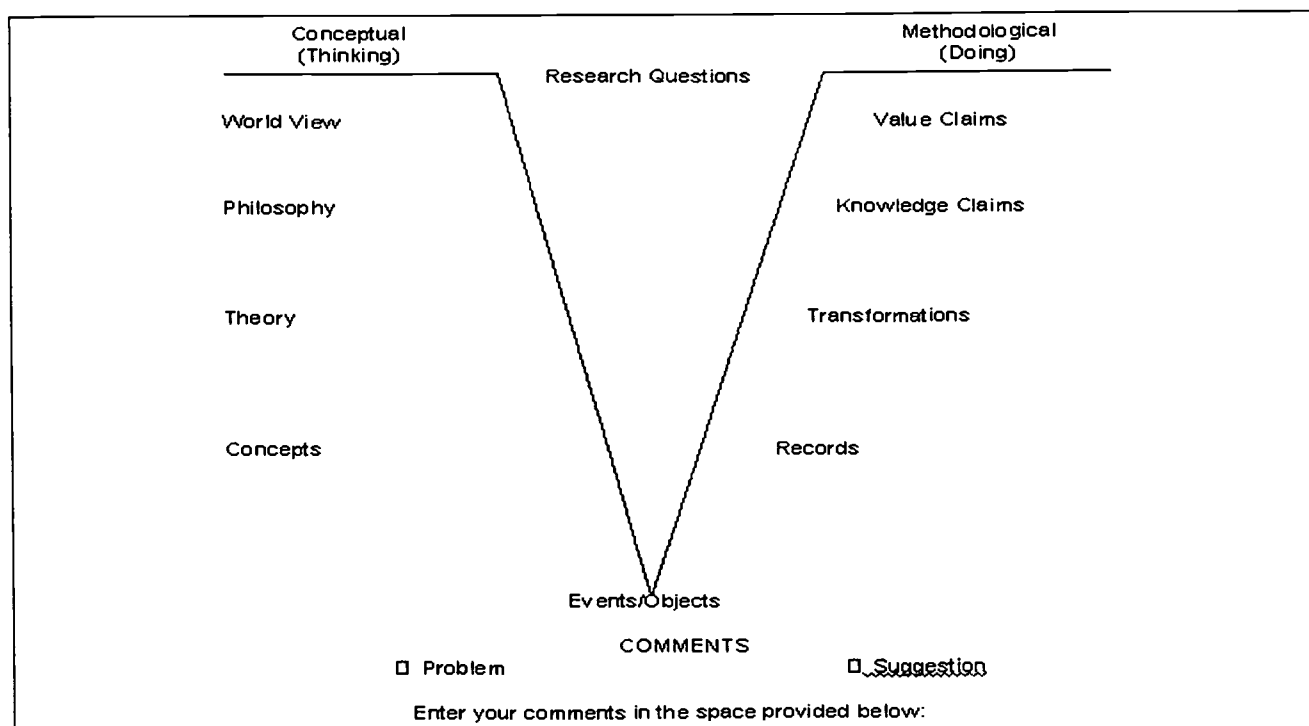 Conceptual
(Thinking)
Methodological
(Doing)
Research Questions
World View
Value Claims
Philosophy
Knowledge Claims
Theory
Transformations
Concepts
Records
Events/Objects
COMMENTS
Problem
Suggestion
Enter your comments in the space provided below: